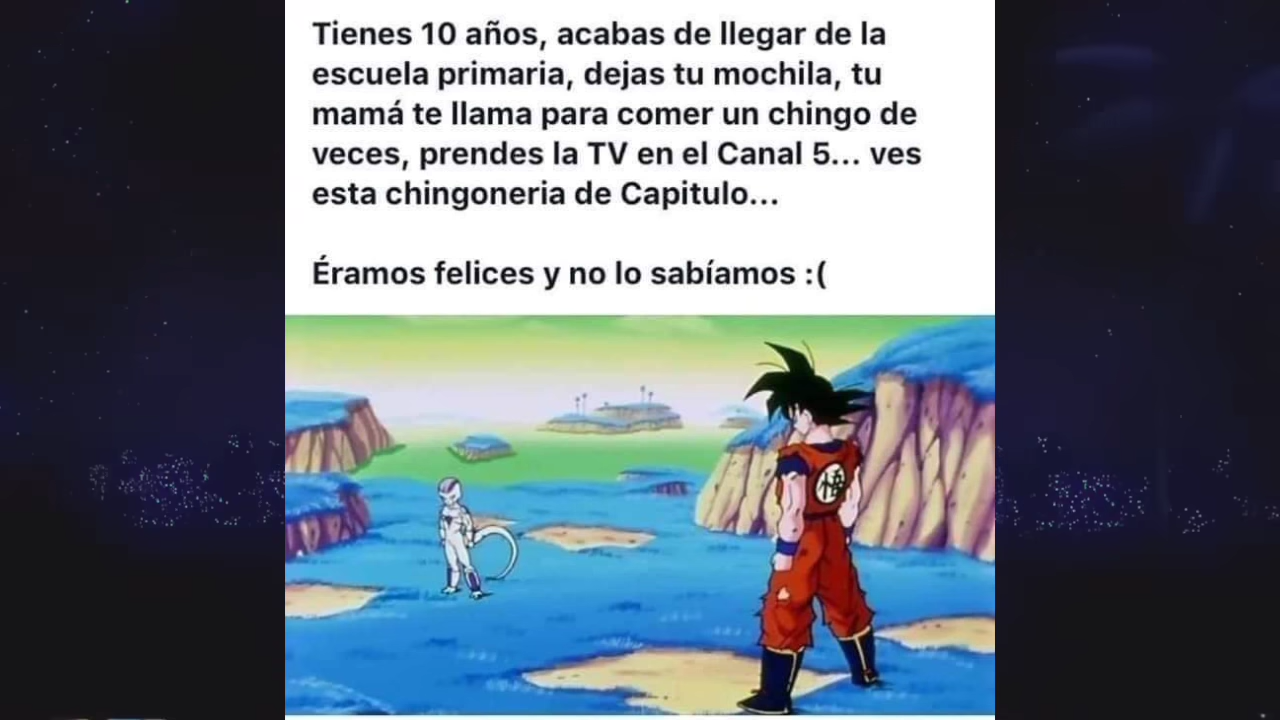 Tienes 10 años, acabas de llegar de la
escuela primaria, dejas tu mochila, tu
mamá te llama para comer un chingo de
veces, prendes la TV en el Canal 5... ves
esta chingoneria de Capitulo...
Éramos felices y no lo sabíamos :(
悟